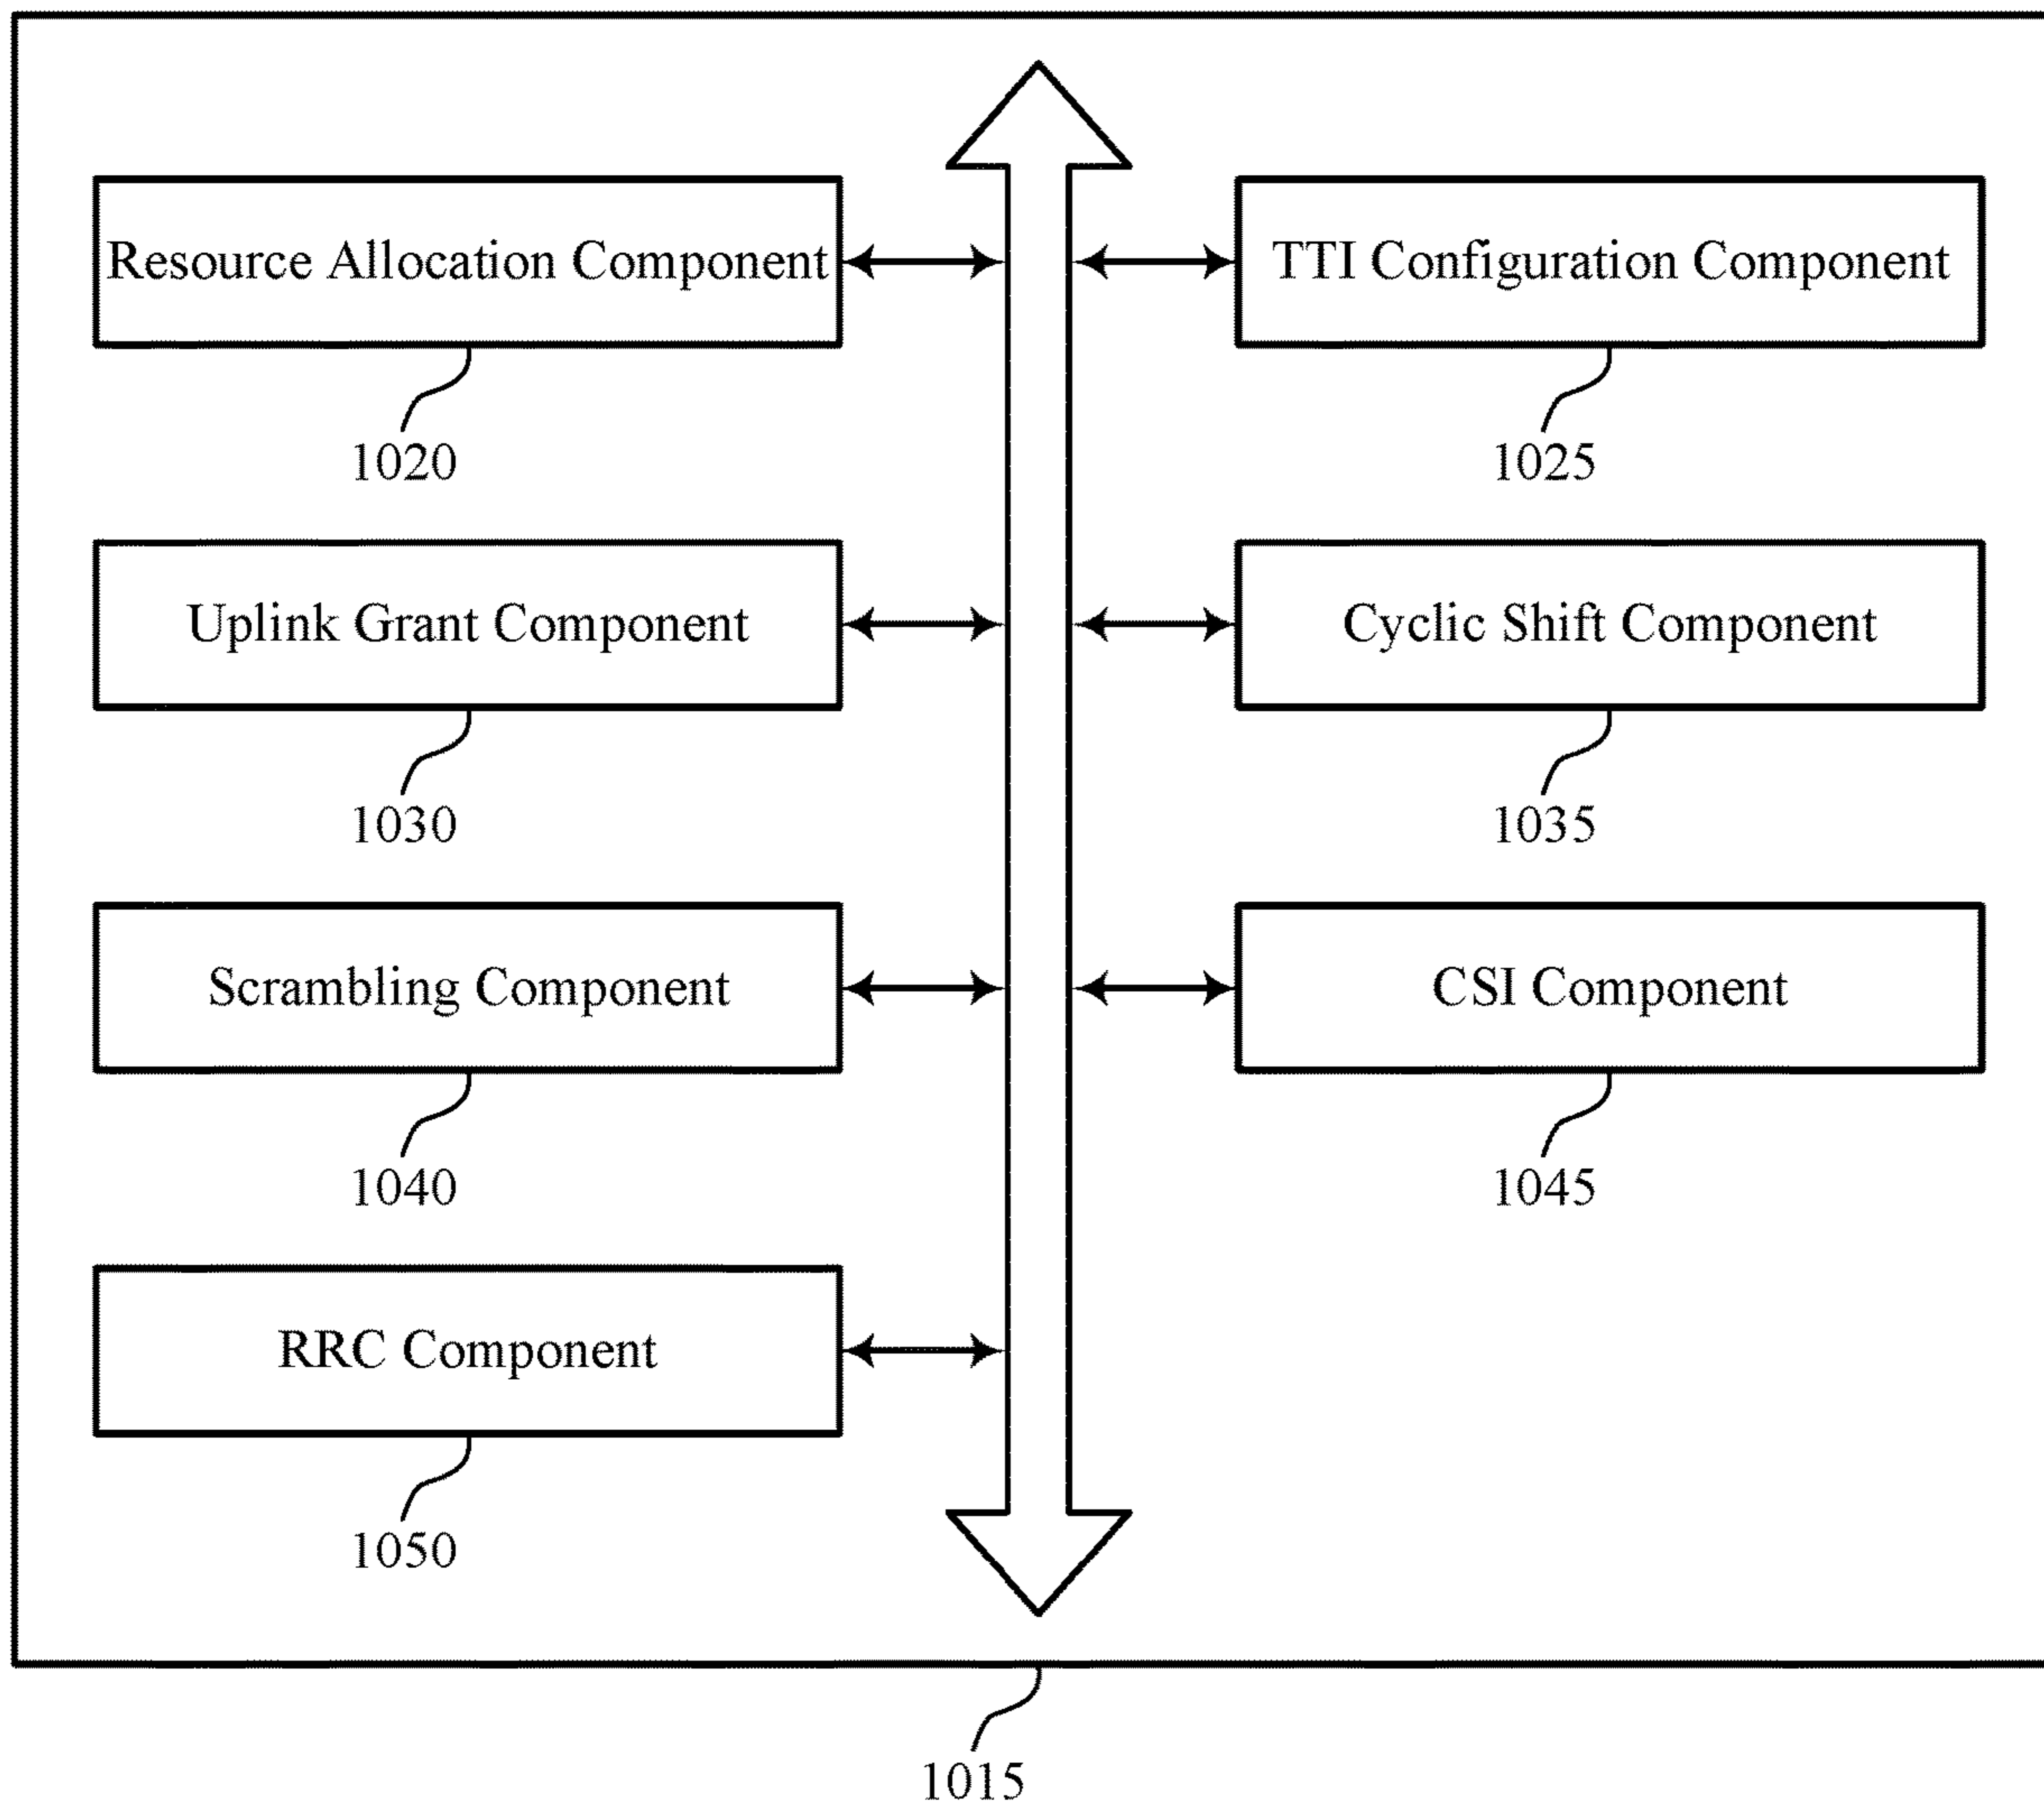 Resource Allocation Component
TTI Configuration Component
1020
1025
Uplink Grant Component
Cyclic Shift Component
1030
1035
Scrambling Component
CSI Component
1040
1045
RRC Component
1050
1015